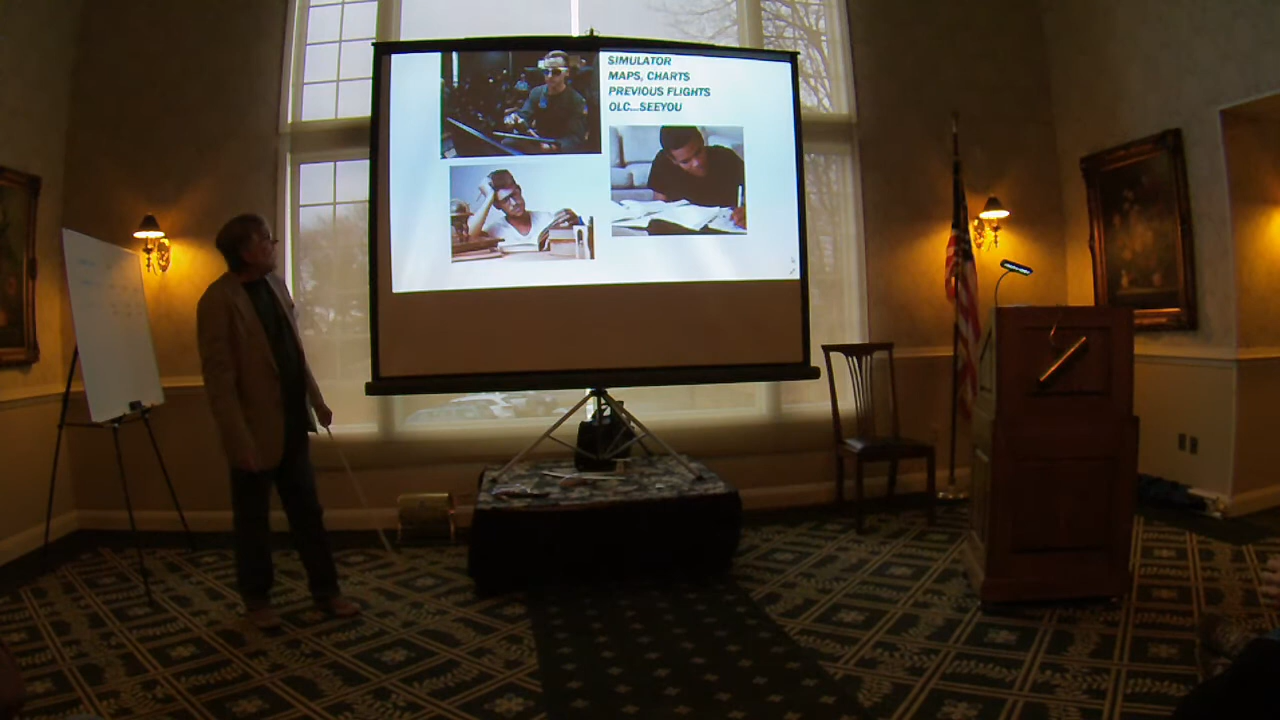 SIMULATOR
MAPS, CHARTS
PREVIOUS FLIGHTS
OLC...SEEYOU